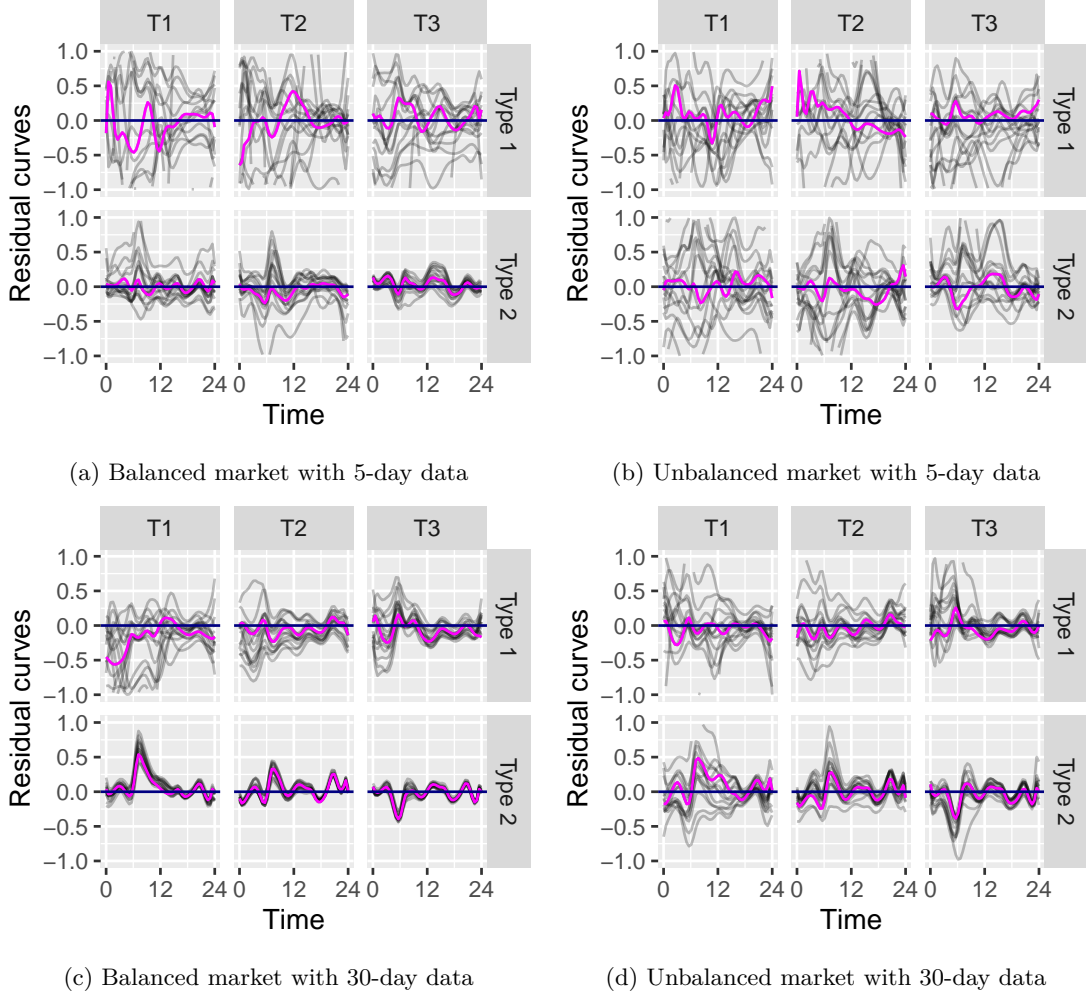 T1 T2 T3
Residual curves
1.0
0.5
0.0
−0.5
−1.0
Type 1
1.0
0.5
0.0
−0.5
−1.0
Type 2
0 12 24 0 12 24 0 12 24
Time
(a) Balanced market with 5-day data
T1 T2 T3
Residual curves
1.0
0.5
0.0
−0.5
−1.0
Type 1
1.0
0.5
0.0
−0.5
−1.0
Type 2
0 12 24 0 12 24 0 12 24
Time
(b) Unbalanced market with 5-day data
T1 T2 T3
Residual curves
1.0
0.5
0.0
−0.5
−1.0
Type 1
1.0
0.5
0.0
−0.5
−1.0
Type 2
0 12 24 0 12 24 0 12 24
Time
(c) Balanced market with 30-day data
T1 T2 T3
Residual curves
1.0
0.5
0.0
−0.5
−1.0
Type 1
1.0
0.5
0.0
−0.5
−1.0
Type 2
0 12 24 0 12 24 0 12 24
Time
(d) Unbalanced market with 30-day data